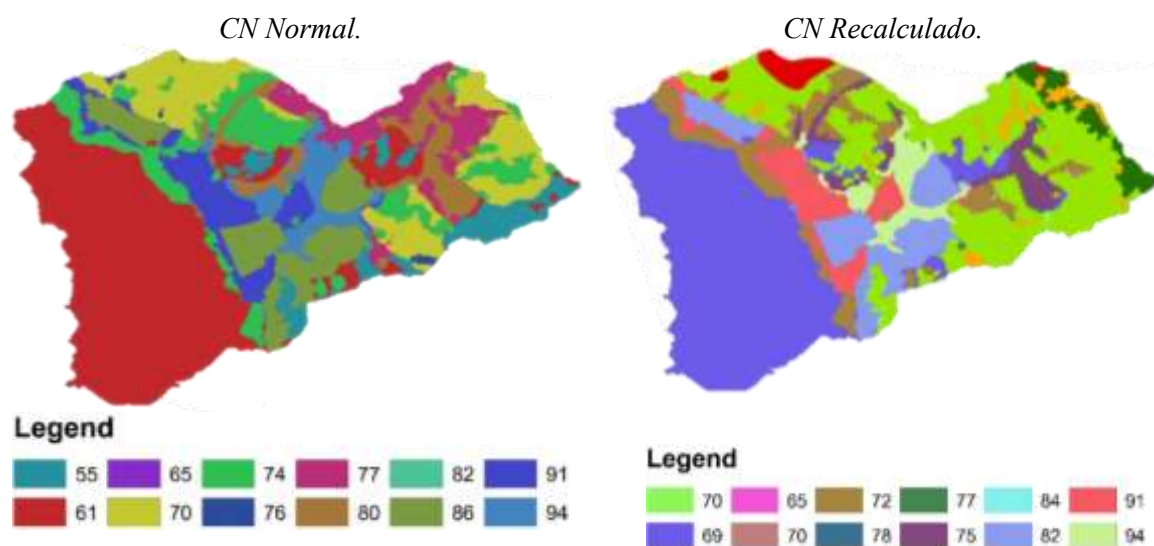 CN Normal.
CN Recalculado.
Legend
55 65 74 77 82 91
61 70 76 80 86 94
Legend
70 65 72 77 84 91
69 70 78 75 82 94